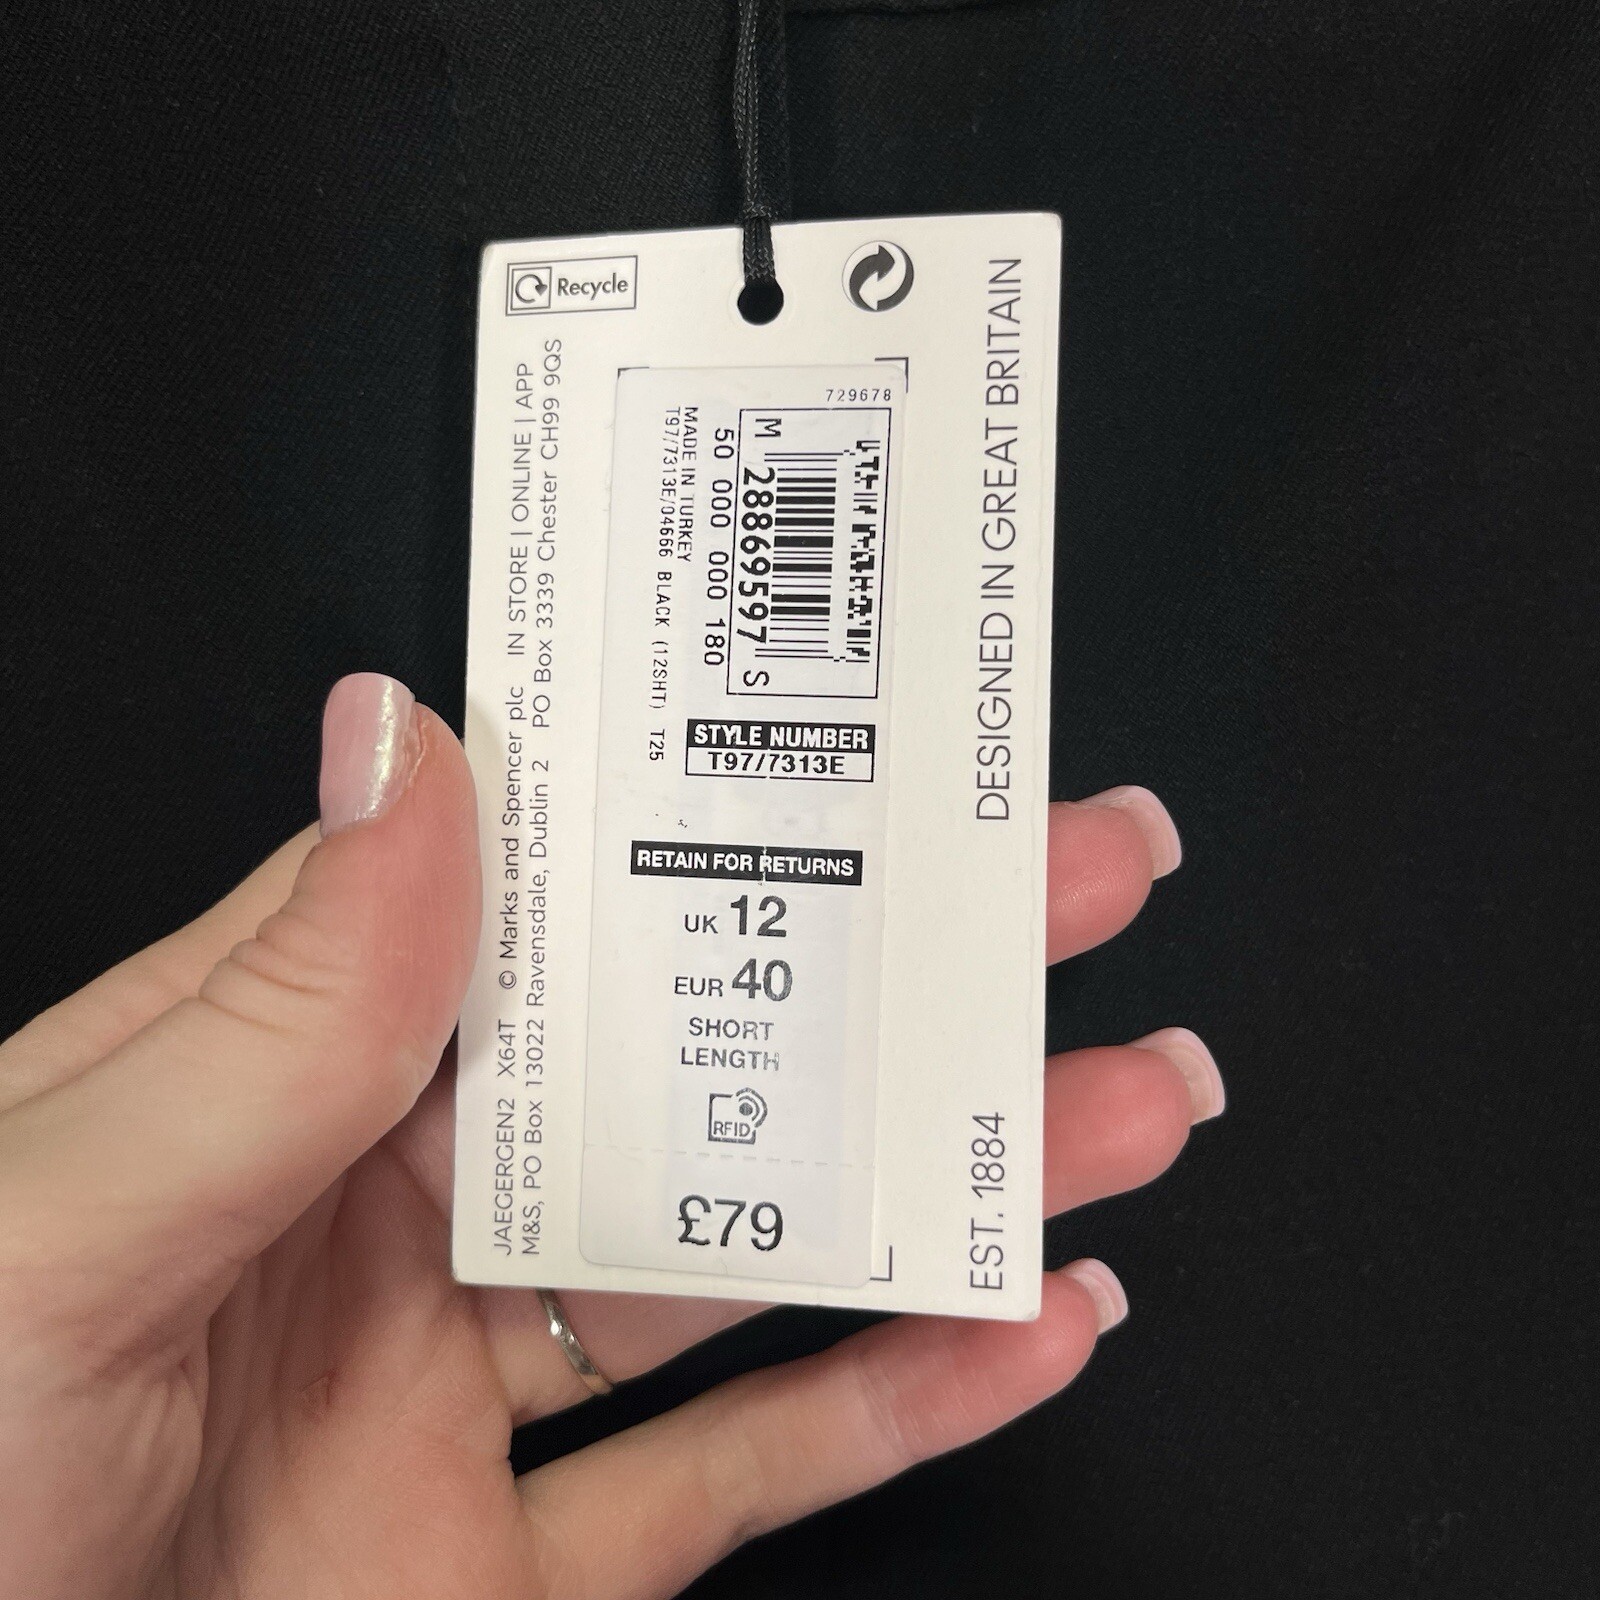 Recycle
JAEGERGEN2 X64T © Marks and Spencer plc IN STORE | ONLINE | APP
M&S, PO Box 13022 Ravensdale, Dublin 2 PO Box 3339 Chester CH99 9QS
729678
M 28869597 S
50 000 000 180
MADE IN TURKEY
T97/7313E/04666 BLACK (12SHT) T25
STYLE NUMBER
T97/7313E
RETAIN FOR RETURNS
UK 12
EUR 40
SHORT
LENGTH
RFID
£79
EST. 1884 DESIGNED IN GREAT BRITAIN